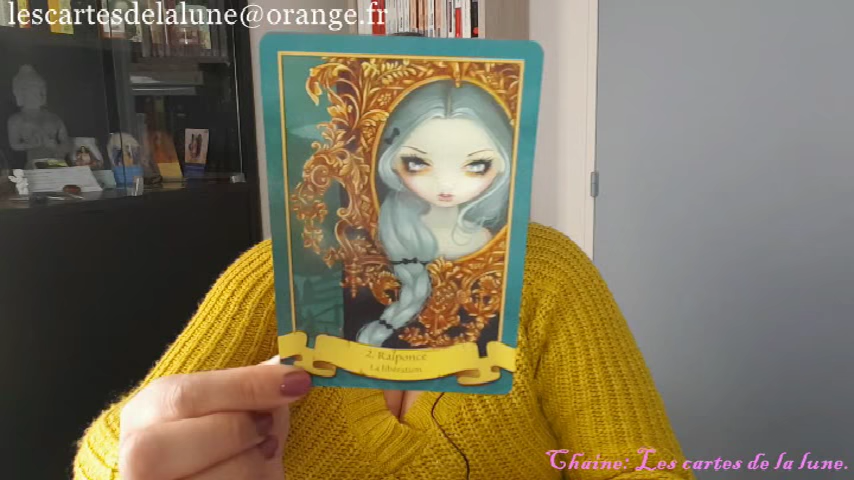 lescartesdelalune@orange.fr
2. Raiponce
La libération
Chaine: Les cartes de la lune.